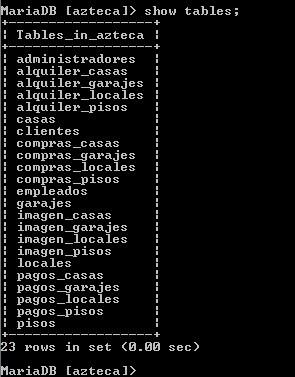 MariaDB [azteca]> show tables;
+--------------------+
| Tables_in_azteca   |
+--------------------+
| administradores    |
| alquiler_casas     |
| alquiler_garajes   |
| alquiler_locales   |
| alquiler_pisos     |
| casas              |
| clientes           |
| compras_casas      |
| compras_garajes    |
| compras_locales    |
| compras_pisos      |
| empleados          |
| garajes            |
| imagen_casas       |
| imagen_garajes     |
| imagen_locales     |
| imagen_pisos       |
| locales            |
| pagos_casas        |
| pagos_garajes      |
| pagos_locales      |
| pagos_pisos        |
| pisos              |
+--------------------+
23 rows in set (0.00 sec)
MariaDB [azteca]>